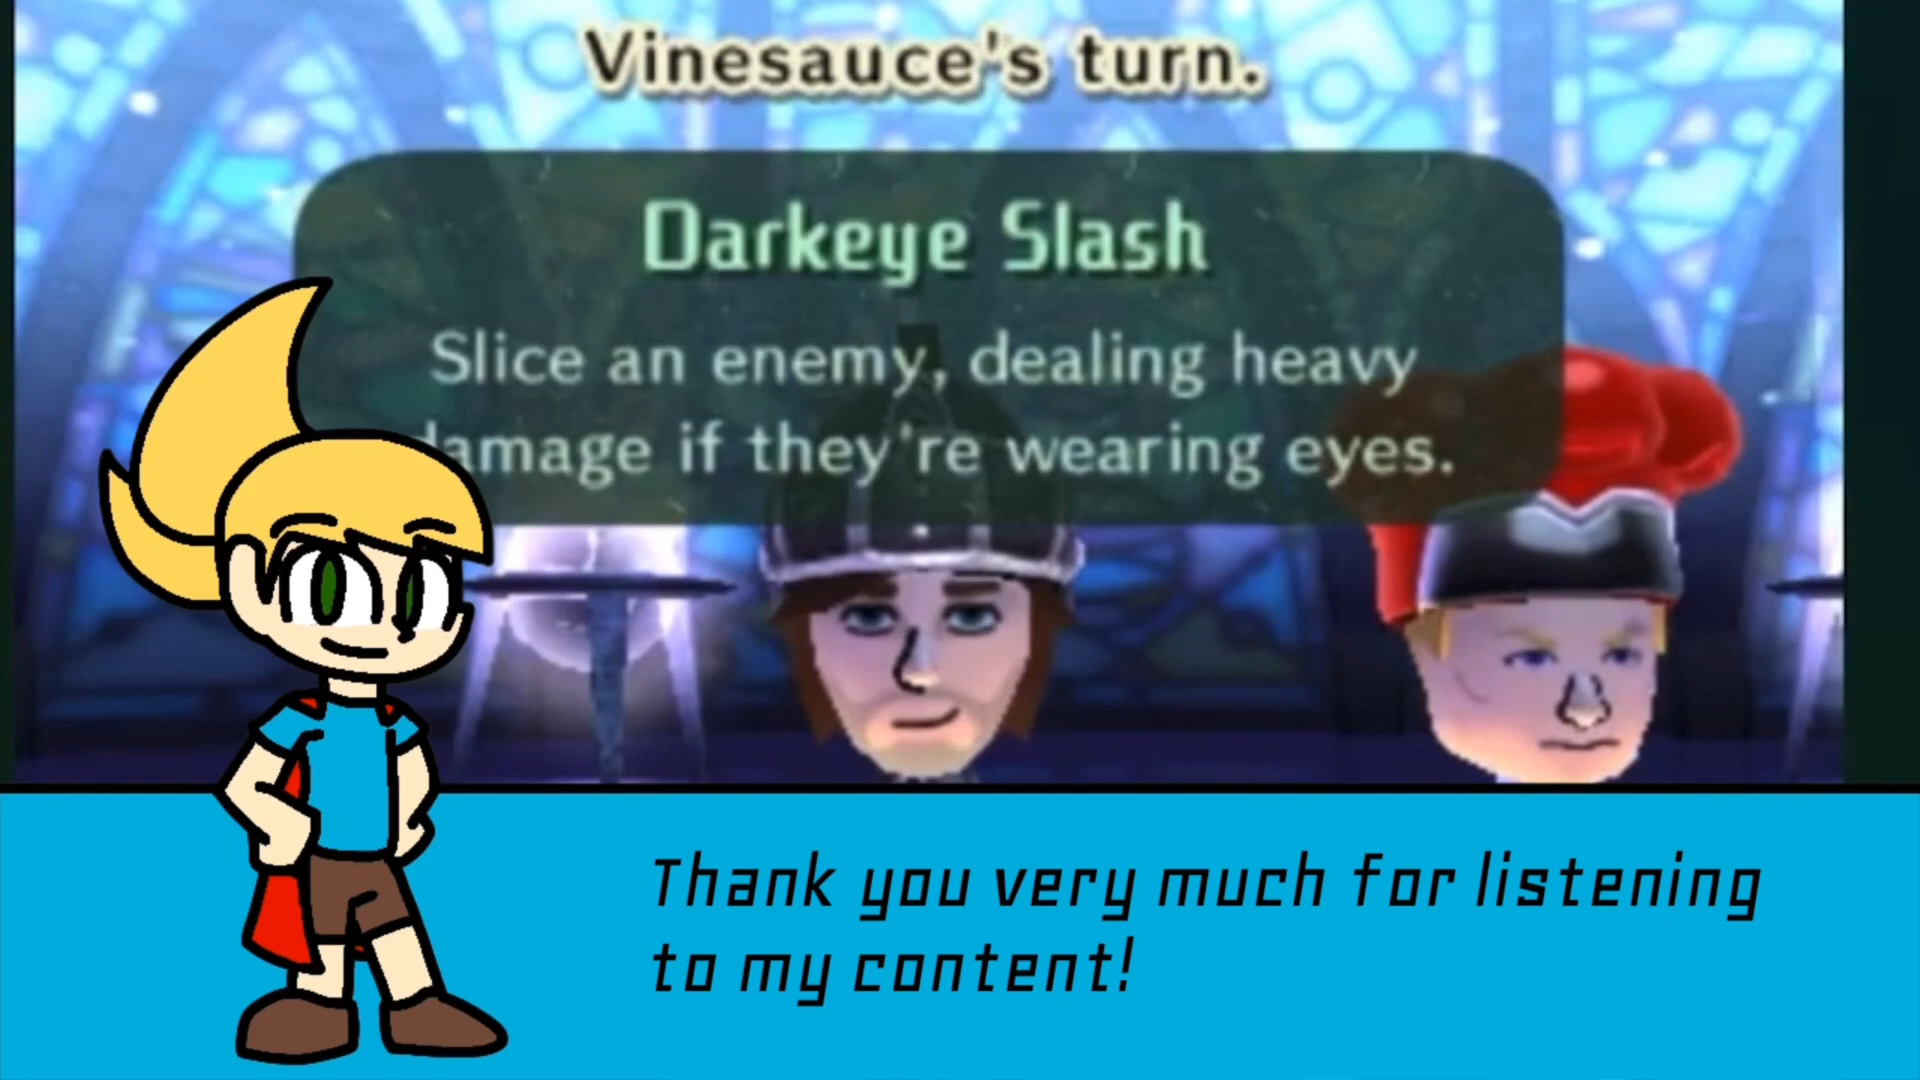 Vinesauce's turn.
Darkeye Slash
Slice an enemy, dealing heavy
damage if they're wearing eyes.
Thank you very much for listening
to my content!